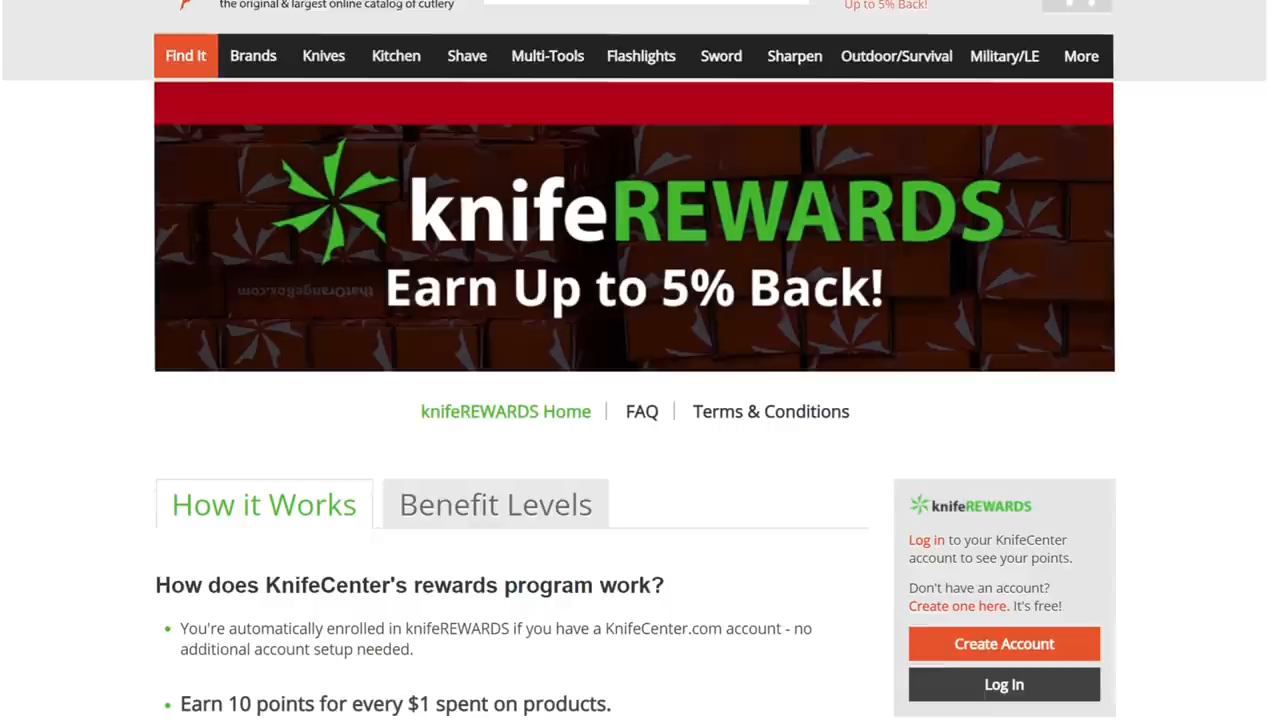 the original & largest online catalog of cutlery
Up to 5% Back!
Find It Brands Knives Kitchen Shave Multi-Tools Flashlights Sword Sharpen Outdoor/Survival Military/LE More
knifeREWARDS
thatOrangeBox.com
Earn Up to 5% Back!
knifeREWARDS Home FAQ Terms & Conditions
How it Works Benefit Levels
knifeREWARDS
Log in to your KnifeCenter
account to see your points.
Don't have an account?
Create one here. It's free!
Create Account
Log In
How does KnifeCenter's rewards program work?
You're automatically enrolled in knifeREWARDS if you have a KnifeCenter.com account - no
additional account setup needed.
Earn 10 points for every $1 spent on products.